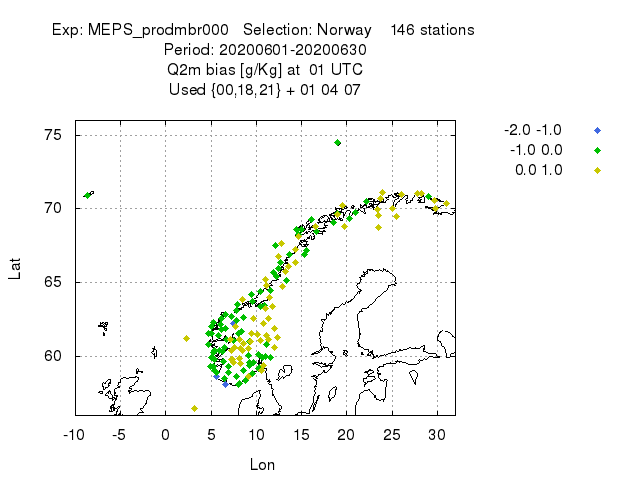 Exp: MEPS_prodmbr000 Selection: Norway 146 stations
Period: 20200601-20200630
Q2m bias [g/Kg] at 01 UTC
Used {00,18,21} + 01 04 07
-2.0 -1.0
-1.0 0.0
0.0 1.0
75
70
65
60
Lat
-10 -5 0 5 10 15 20 25 30
Lon